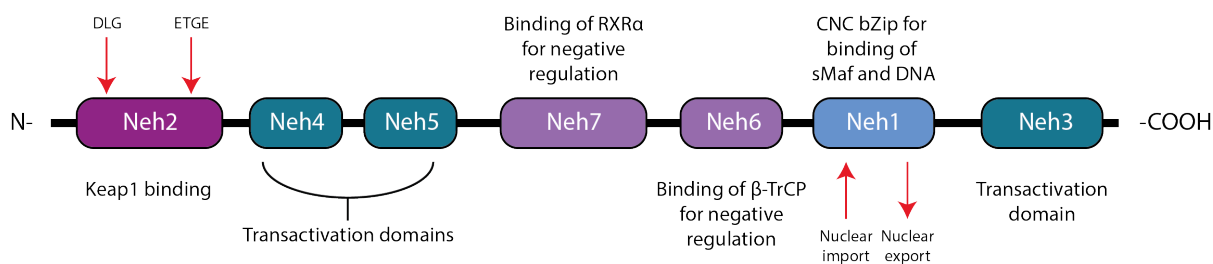 DLG
ETGE
Binding of RXRα
for negative
regulation
CNC bZip for
binding of
sMaf and DNA
N-
Neh2
Neh4
Neh5
Neh7
Neh6
Neh1
Neh3
-COOH
Keap1 binding
Transactivation domains
Binding of β-TrCP
for negative
regulation
Nuclear
import
Nuclear
export
Transactivation
domain